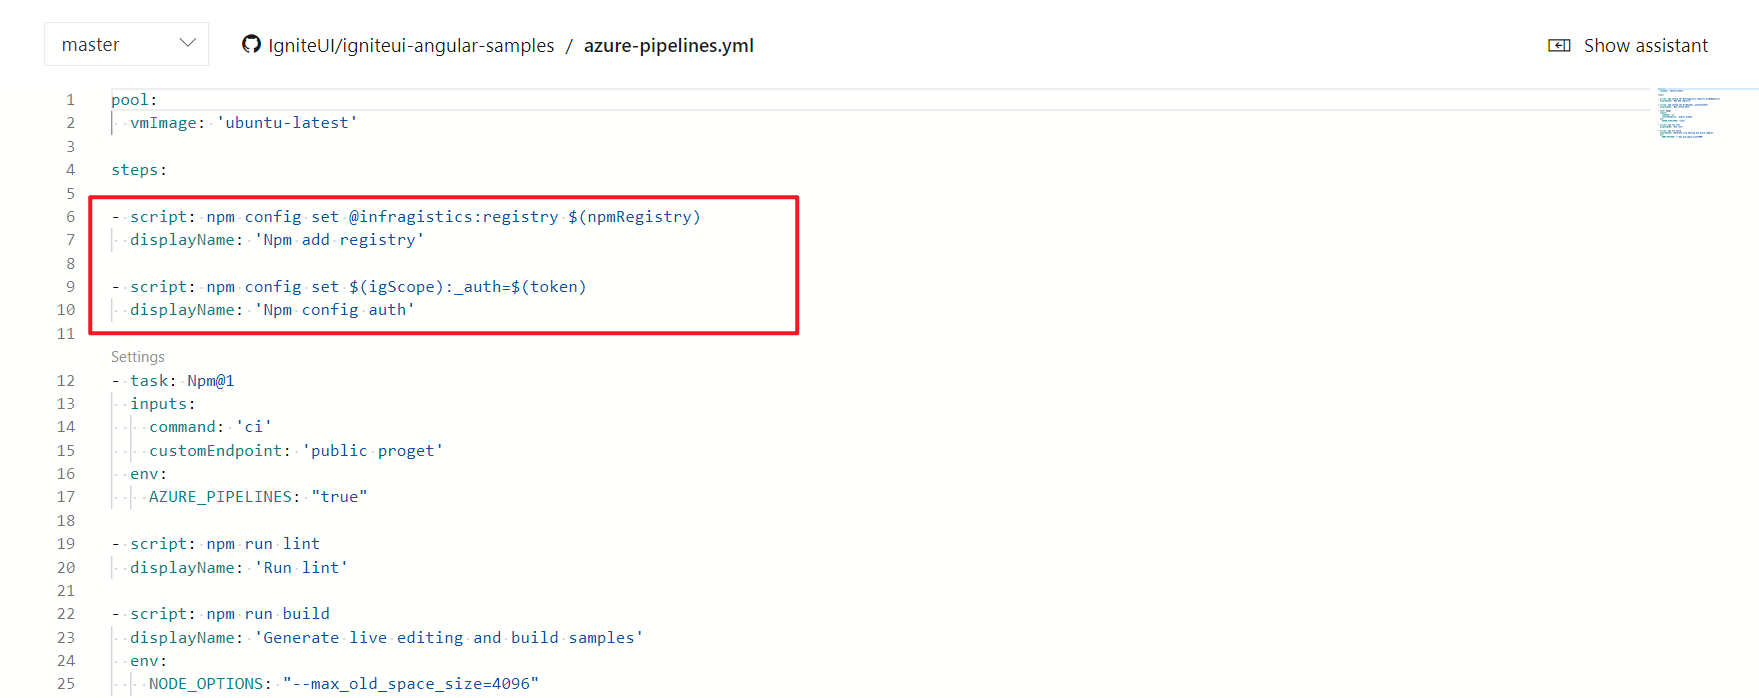 master IgniteUI/igniteui-angular-samples / azure-pipelines.yml Show assistant
1 pool:
2   vmImage: 'ubuntu-latest'
3
4 steps:
5
6 - script: npm config set @infragistics:registry $(npmRegistry)
7   displayName: 'Npm add registry'
8
9 - script: npm config set $(igScope):_auth=$(token)
10   displayName: 'Npm config auth'
11
Settings
12 - task: Npm@1
13   inputs:
14     command: 'ci'
15     customEndpoint: 'public proget'
16   env:
17     AZURE_PIPELINES: "true"
18
19 - script: npm run lint
20   displayName: 'Run lint'
21
22 - script: npm run build
23   displayName: 'Generate live editing and build samples'
24   env:
25     NODE_OPTIONS: "--max_old_space_size=4096"